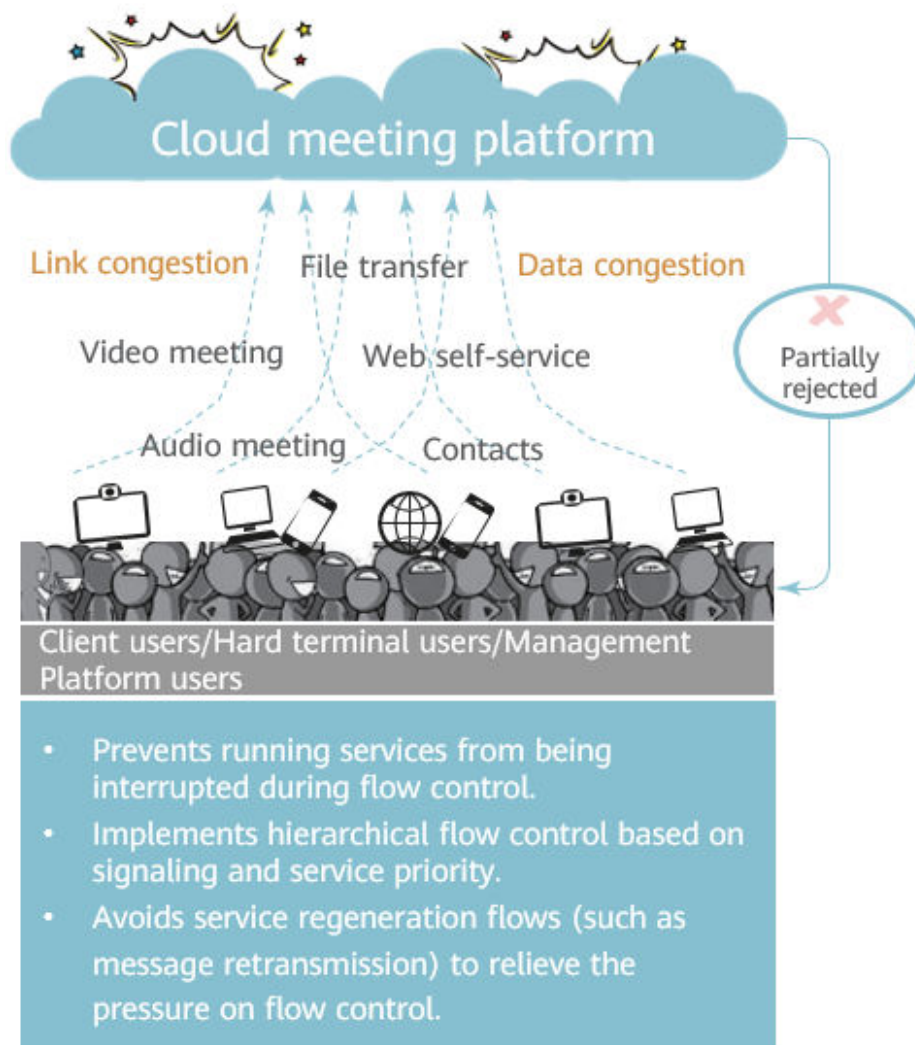 Cloud meeting platform
Link congestion
File transfer
Data congestion
Video meeting
Web self-service
Partially
rejected
Audio meeting
Contacts
Client users/Hard terminal users/Management
Platform users
• Prevents running services from being
interrupted during flow control.
• Implements hierarchical flow control based on
signaling and service priority.
• Avoids service regeneration flows (such as
message retransmission) to relieve the
pressure on flow control.